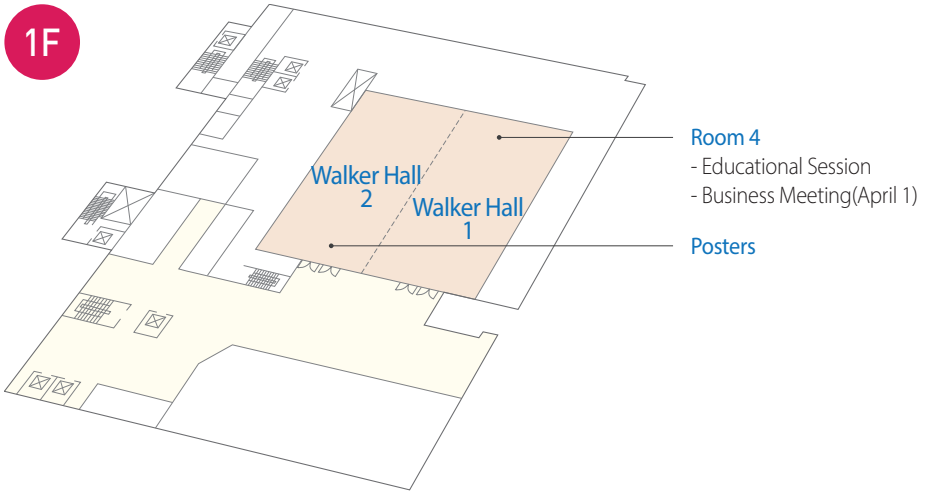 1F
Walker Hall
2
Walker Hall
1
Room 4
- Educational Session
- Business Meeting(April 1)
Posters